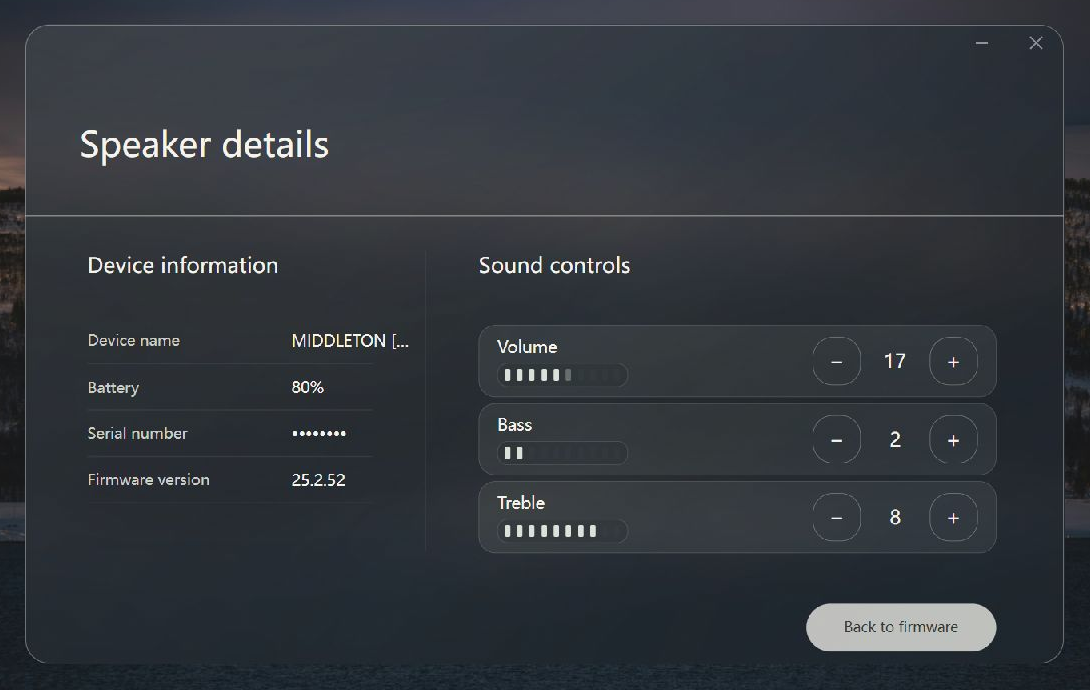 Speaker details
Device information
Device name MIDDLETON [...
Battery 80%
Serial number ••••••••
Firmware version 25.2.52
Sound controls
Volume
− 17 +
Bass
− 2 +
Treble
− 8 +
Back to firmware